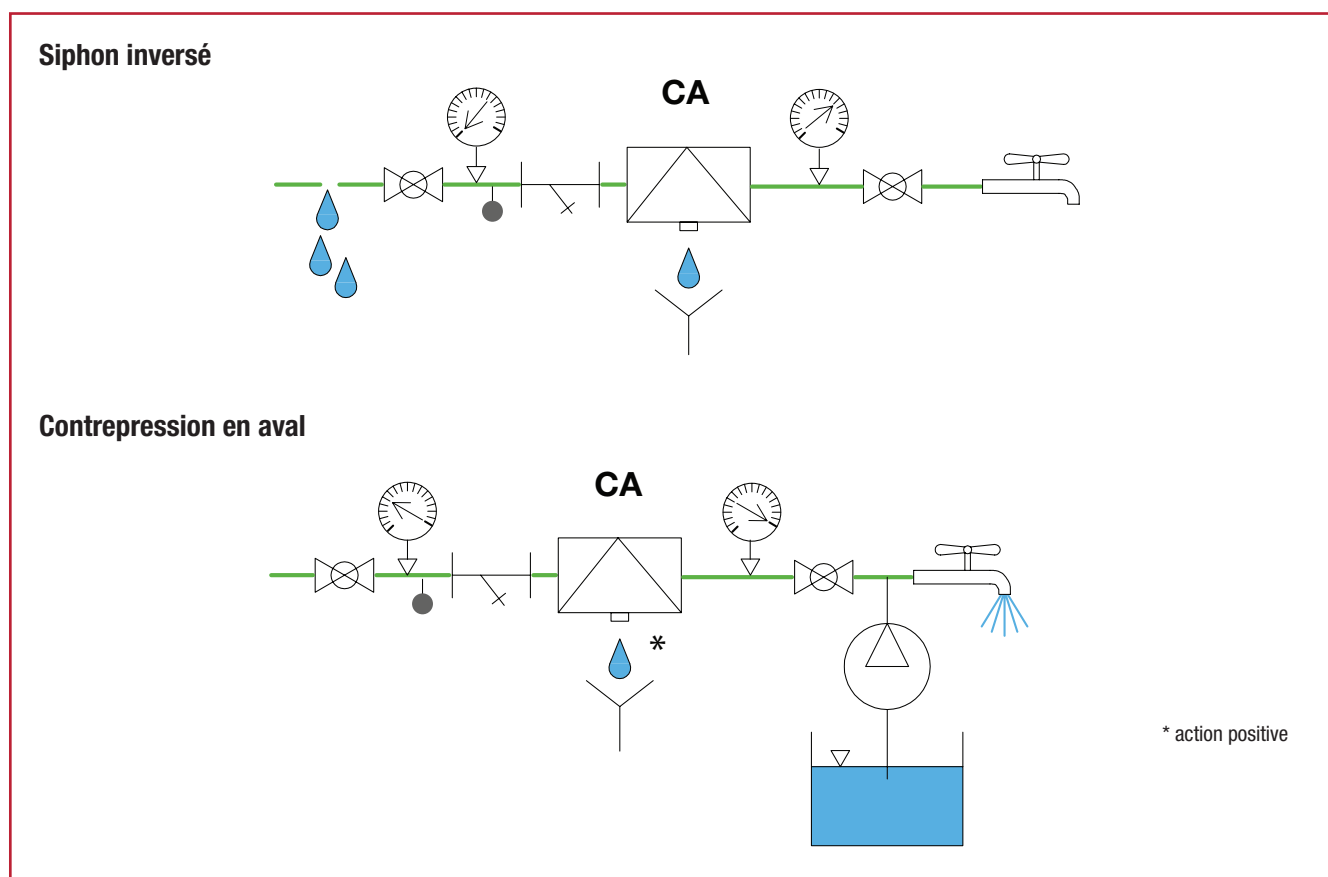 Siphon inversé
CA
Contrepression en aval
CA
*
* action positive